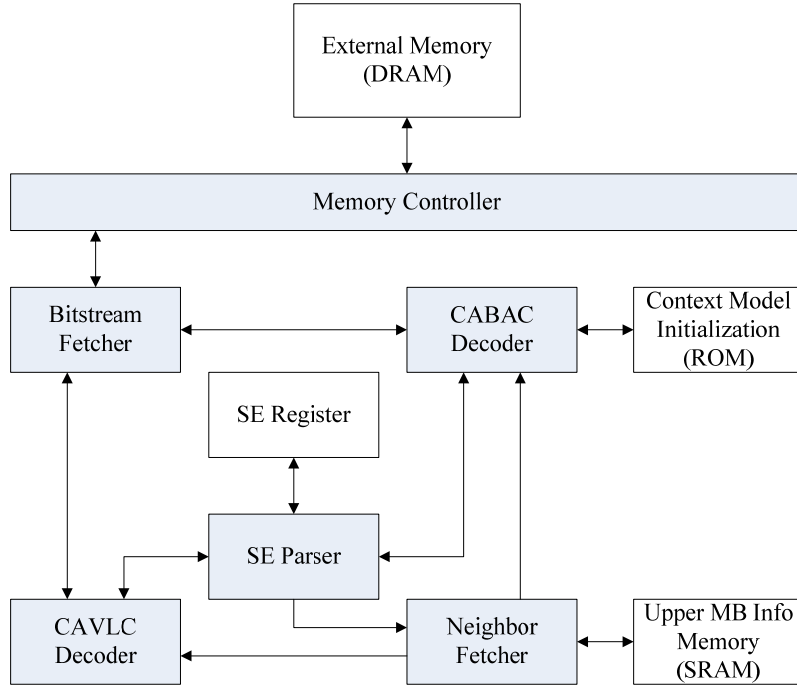 External Memory
(DRAM)
Memory Controller
Bitstream
Fetcher
CABAC
Decoder
Context Model
Initialization
(ROM)
SE Register
SE Parser
CAVLC
Decoder
Neighbor
Fetcher
Upper MB Info
Memory
(SRAM)